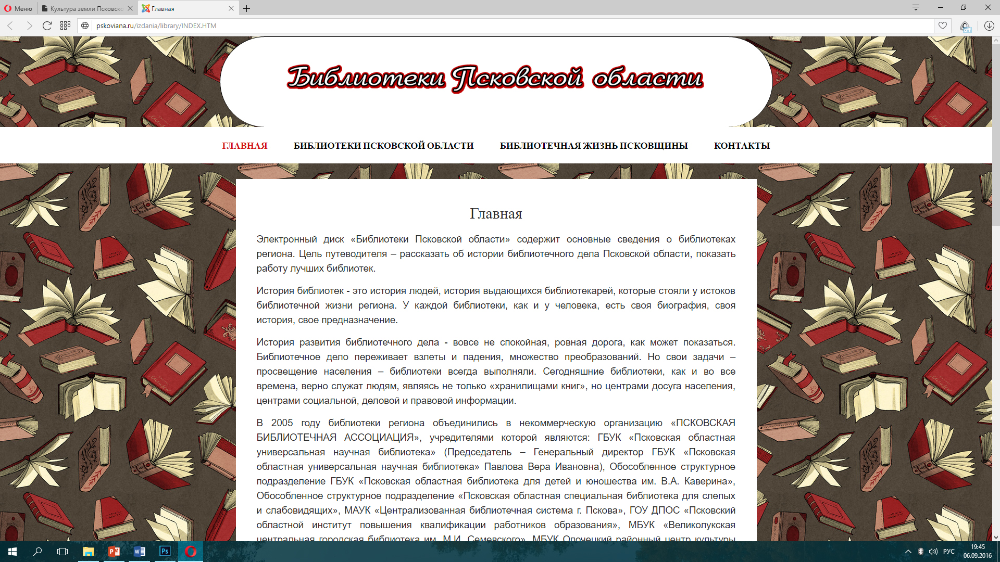 Меню
Культура земли Псковско
Главная
pskoviana.ru/izdania/library/INDEX.HTM
Библиотеки Псковской области
ГЛАВНАЯ
БИБЛИОТЕКИ ПСКОВСКОЙ ОБЛАСТИ
БИБЛИОТЕЧНАЯ ЖИЗНЬ ПСКОВЩИНЫ
КОНТАКТЫ
Главная
Электронный диск «Библиотеки Псковской области» содержит основные сведения о библиотеках
региона. Цель путеводителя – рассказать об истории библиотечного дела Псковской области, показать
работу лучших библиотек.
История библиотек - это история людей, история выдающихся библиотекарей, которые стояли у истоков
библиотечной жизни региона. У каждой библиотеки, как и у человека, есть своя биография, своя
история, свое предназначение.
История развития библиотечного дела - вовсе не спокойная, ровная дорога, как может показаться.
Библиотечное дело переживает взлеты и падения, множество преобразований. Но свои задачи –
просвещение населения – библиотеки всегда выполняли. Сегодняшние библиотеки, как и во все
времена, верно служат людям, являясь не только «хранилищами книг», но центрами досуга населения,
центрами социальной, деловой и правовой информации.
В 2005 году библиотеки региона объединились в некоммерческую организацию «ПСКОВСКАЯ
БИБЛИОТЕЧНАЯ АССОЦИАЦИЯ», учредителями которой являются: ГБУК «Псковская областная
универсальная научная библиотека» (Председатель – Генеральный директор ГБУК «Псковская
областная универсальная научная библиотека» Павлова Вера Ивановна), Обособленное структурное
подразделение ГБУК «Псковская областная библиотека для детей и юношества им. В.А. Каверина»,
Обособленное структурное подразделение «Псковская областная специальная библиотека для слепых
и слабовидящих», МАУК «Централизованная библиотечная система г. Пскова», ГОУ ДПОС «Псковский
областной институт повышения квалификации работников образования», МБУК «Великолукская
центральная городская библиотека им. М.И. Семевского», МБУК Опочецкий районный центр культуры
РУС
19:45
06.09.2016